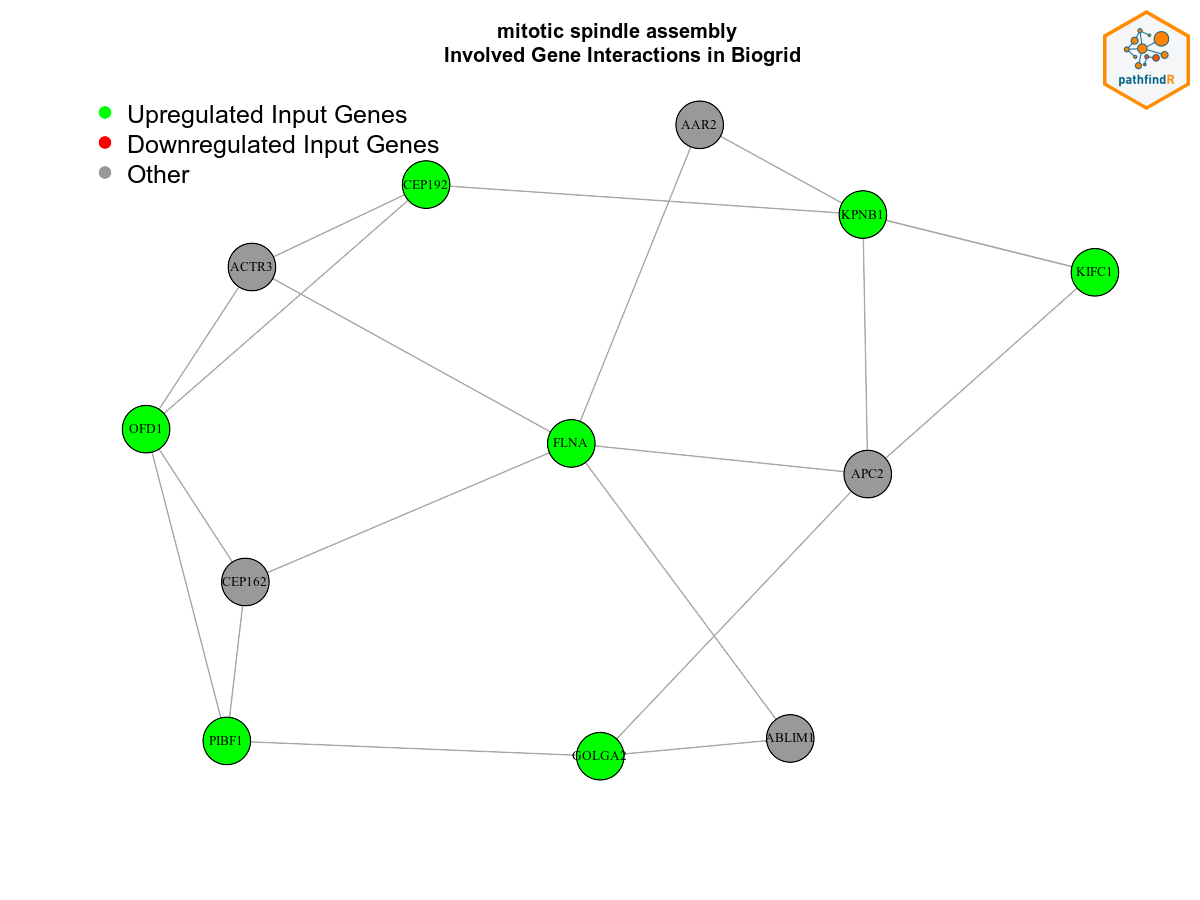 mitotic spindle assembly
Involved Gene Interactions in Biogrid
pathfindR
Upregulated Input Genes
Downregulated Input Genes
Other
AAR2
CEP192
KPNB1
ACTR3
KIFC1
OFD1
FLNA
APC2
CEP162
PIBF1
GOLGA2
ABLIM1